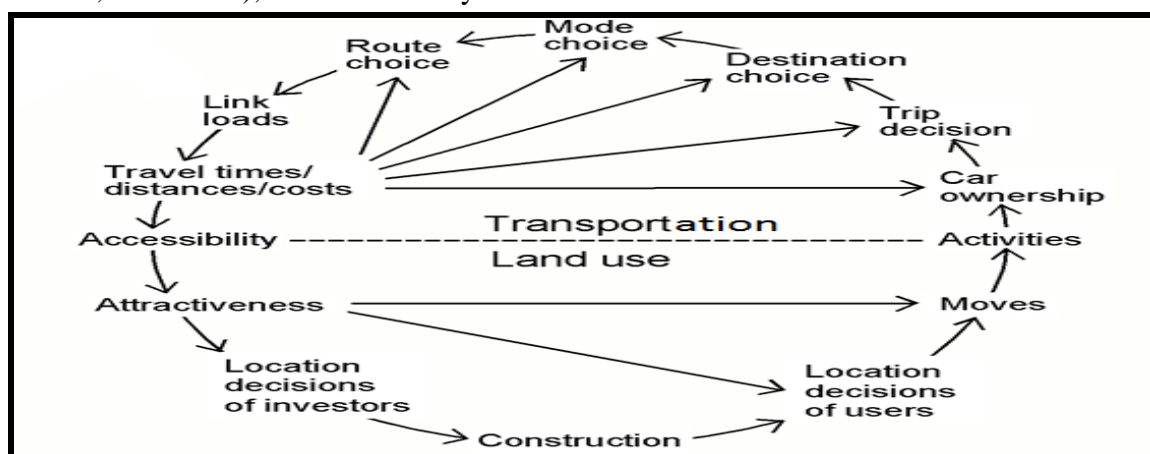 Mode
choice
Route
choice
Destination
choice
Link
loads
Trip
decision
Travel times/
distances/costs
Car
ownership
Transportation
Accessibility
Activities
Land use
Attractiveness
Moves
Location
decisions
of investors
Location
decisions
of users
Construction